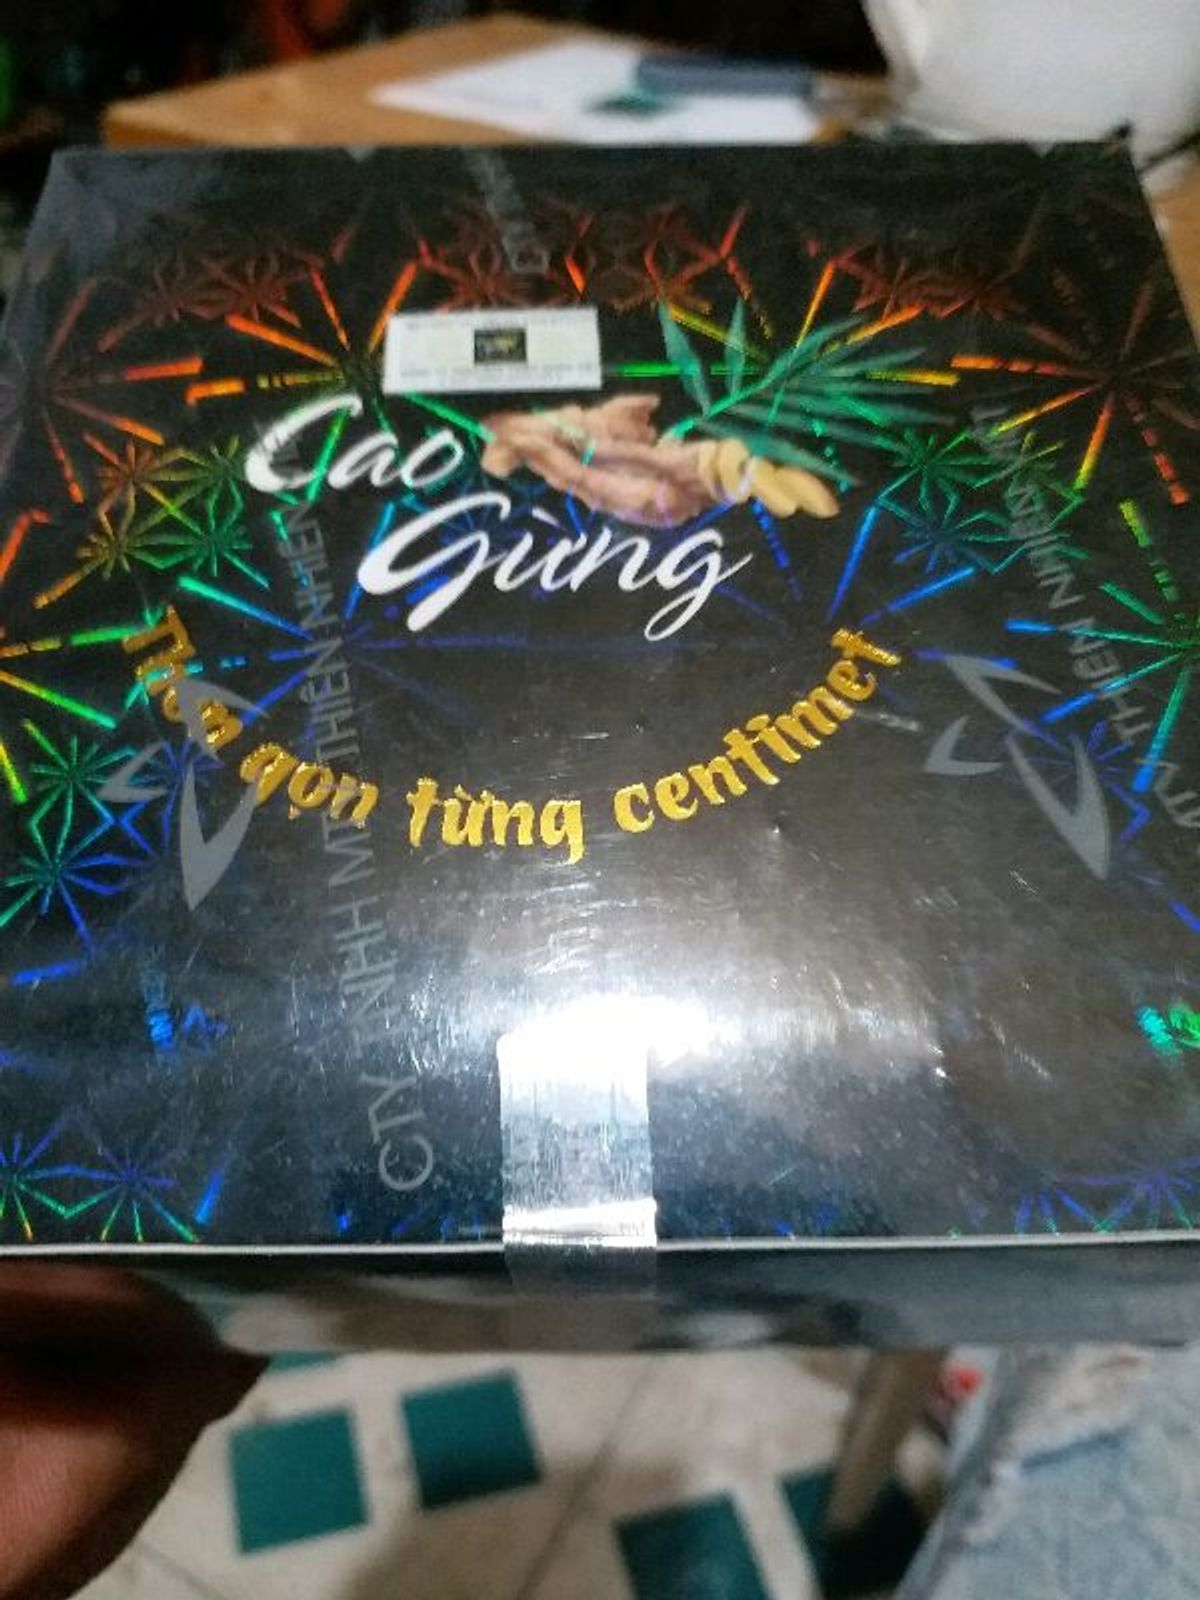 Cao
Gừng
Thon gọn từng centimet
CTY TNHH MTV THIÊN NHIÊN
THIÊN NHIÊN